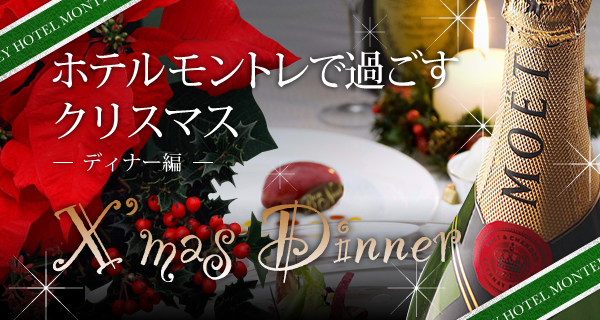 Y HOTEL MONTE
ホテルモントレで過ごす
クリスマス
― ディナー編 ―
X'mas Dinner
MOËT
Y HOTEL MONTE